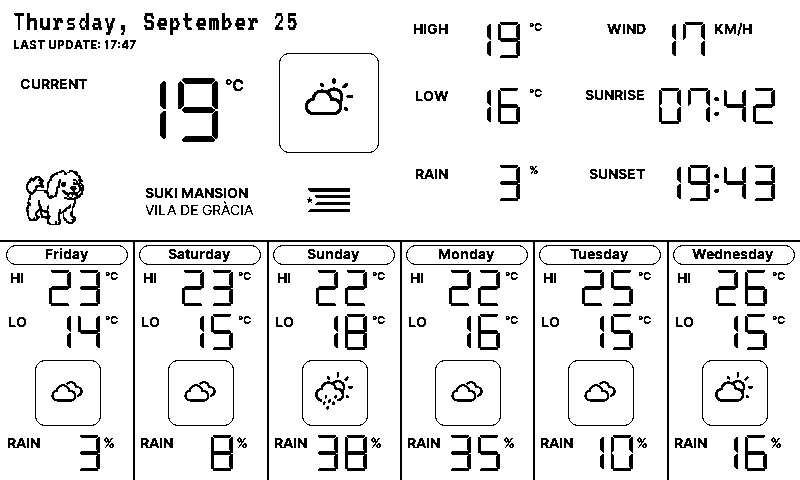 Thursday, September 25
LAST UPDATE: 17:47
CURRENT 19 °C
SUKI MANSION
VILA DE GRÀCIA
HIGH 19 °C
LOW 16 °C
RAIN 3 %
WIND 17 KM/H
SUNRISE 07:42
SUNSET 19:43
Friday
HI 23 °C
LO 14 °C
RAIN 3 %
Saturday
HI 23 °C
LO 15 °C
RAIN 8 %
Sunday
HI 22 °C
LO 18 °C
RAIN 38 %
Monday
HI 22 °C
LO 16 °C
RAIN 35 %
Tuesday
HI 25 °C
LO 15 °C
RAIN 10 %
Wednesday
HI 26 °C
LO 15 °C
RAIN 16 %